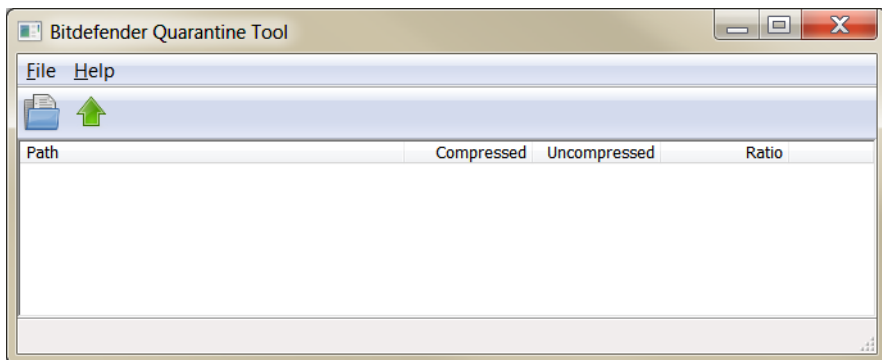 Bitdefender Quarantine Tool
File Help
Path Compressed Uncompressed Ratio